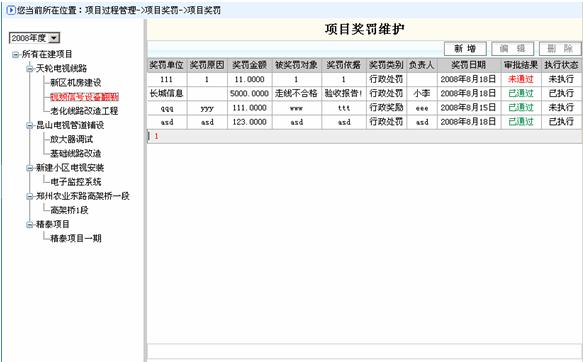 您当前所在位置：项目过程管理->项目奖罚->项目奖罚
2008年度
所有在建项目
天轮电视线路
新区机房建设
视频信号设备翻新
老化线路改造工程
昆山电视管道铺设
放大器调试
基础线路改造
新建小区电视安装
电子监控系统
郑州农业东路高架桥一段
高架桥1段
精泰项目
精泰项目一期
项目奖罚维护
新 增 编 辑 删 除
奖罚单位 奖罚原因 奖罚金额 被奖罚对象 奖罚依据 奖罚类别 负责人 奖罚日期 审批结果 执行状态
111 1 11.0000 1 1 行政处罚 2008年8月18日 未通过 未执行
长城信息 5000.0000 走线不合格 验收报告! 行政处罚 小李 2008年8月18日 已通过 已执行
qqq yyy 111.0000 www ttt 行政奖励 eee 2008年8月15日 已通过 未执行
asd asd 123.0000 asd asd 行政处罚 asd 2008年8月18日 已通过 已执行
1